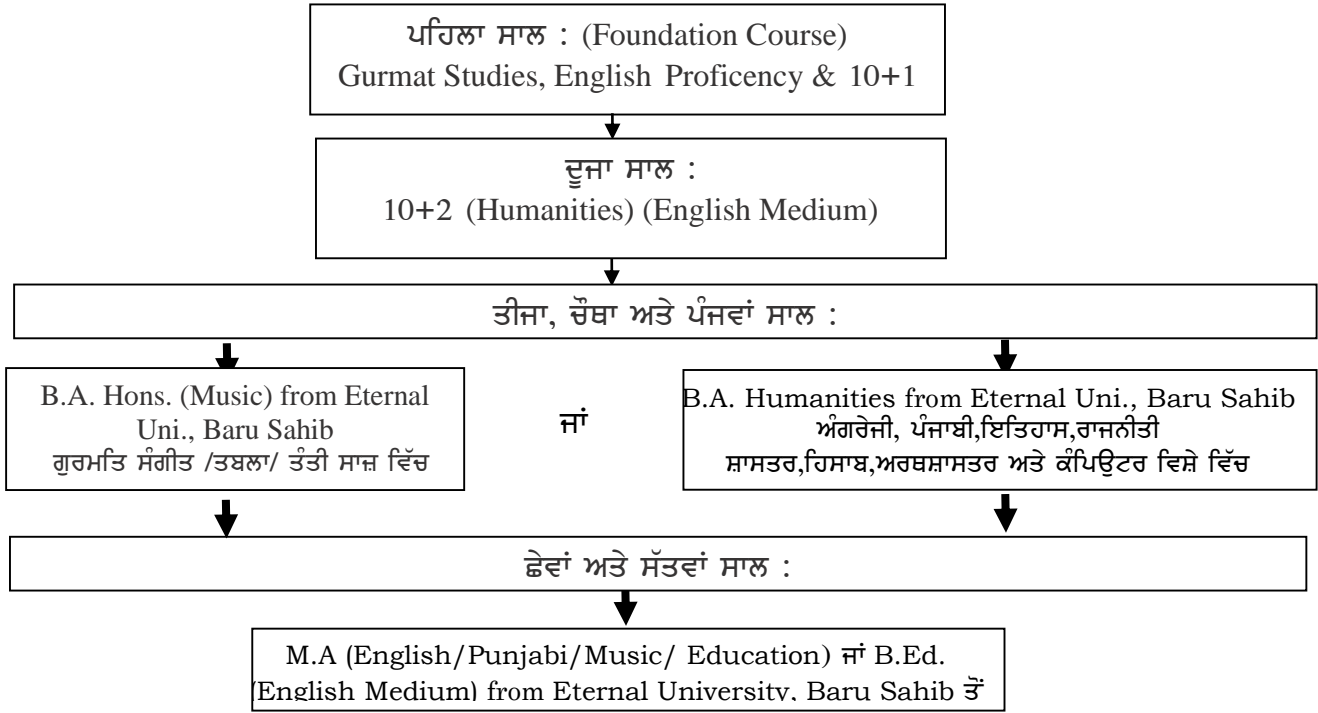 ਪਹਿਲਾ ਸਾਲ : (Foundation Course)
Gurmat Studies, English Proficency & 10+1
ਦੂਜਾ ਸਾਲ :
10+2 (Humanities) (English Medium)
ਤੀਜਾ, ਚੌਥਾ ਅਤੇ ਪੰਜਵਾਂ ਸਾਲ :
B.A. Hons. (Music) from Eternal
Uni., Baru Sahib
ਗੁਰਮਤਿ ਸੰਗੀਤ /ਤਬਲਾ/ ਤੰਤੀ ਸਾਜ਼ ਵਿੱਚ
ਜਾਂ
B.A. Humanities from Eternal Uni., Baru Sahib
ਅੰਗਰੇਜੀ, ਪੰਜਾਬੀ,ਇਤਿਹਾਸ,ਰਾਜਨੀਤੀ
ਸ਼ਾਸਤਰ,ਹਿਸਾਬ,ਅਰਥਸ਼ਾਸਤਰ ਅਤੇ ਕੰਪਿਊਟਰ ਵਿਸ਼ੇ ਵਿੱਚ
ਛੇਵਾਂ ਅਤੇ ਸੱਤਵਾਂ ਸਾਲ :
M.A (English/Punjabi/Music/ Education) ਜਾਂ B.Ed.
(English Medium) from Eternal University, Baru Sahib ਤੋਂ